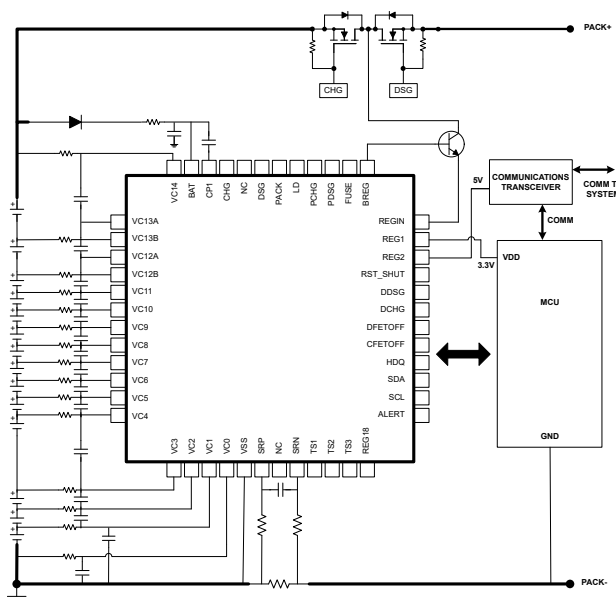 PACK+
CHG
DSG
VC14
BAT
CP1
CHG
NC
DSG
PACK
LD
PCHG
PDSG
FUSE
BREG
COMMUNICATIONS
TRANSCEIVER
COMM T
SYSTEM
5V
COMM
VC13A
VC13B
VC12A
VC12B
VC11
VC10
VC9
VC8
VC7
VC6
VC5
VC4
REGIN
REG1
REG2
RST_SHUT
DDSG
DCHG
DFETOFF
CFETOFF
HDQ
SDA
SCL
ALERT
3.3V
VDD
MCU
GND
VC3
VC2
VC1
VC0
VSS
SRP
NC
SRN
TS1
TS2
TS3
REG18
PACK-